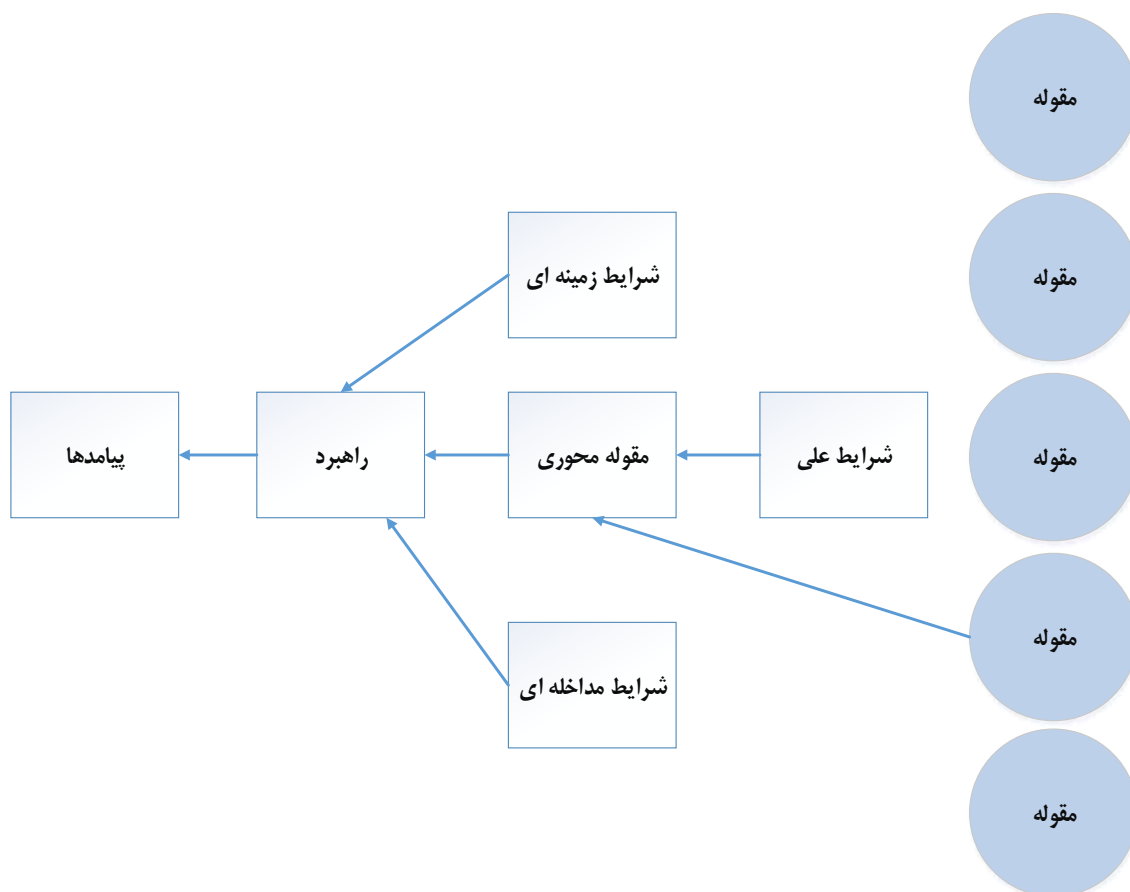 مقوله
مقوله
شرایط زمینه ای
مقوله
شرایط علی
مقوله محوری
راهبرد
پیامدها
مقوله
شرایط مداخله ای
مقوله